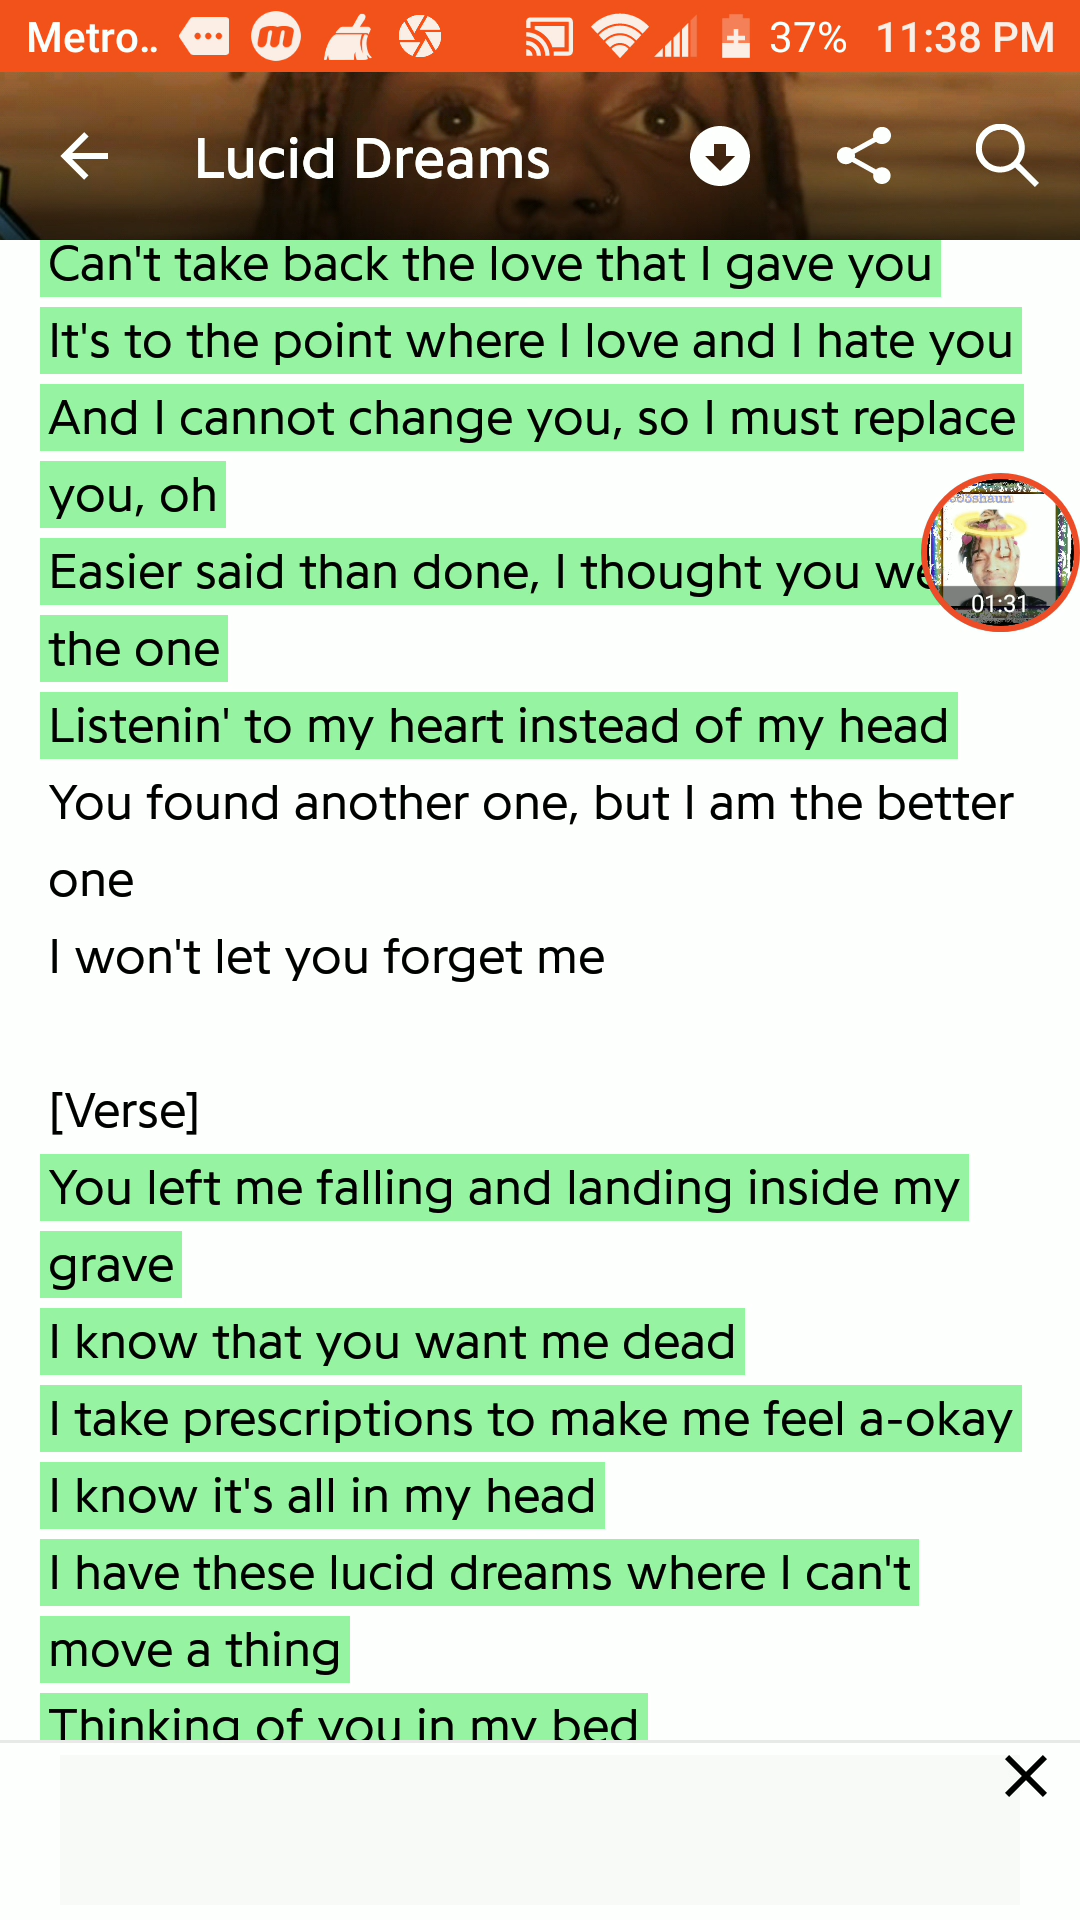 Metro.. 37% 11:38 PM
Lucid Dreams
Can't take back the love that I gave you
It's to the point where I love and I hate you
And I cannot change you, so I must replace
you, oh
Easier said than done, I thought you we
the one
Listenin' to my heart instead of my head
You found another one, but I am the better
one
I won't let you forget me
[Verse]
You left me falling and landing inside my
grave
I know that you want me dead
I take prescriptions to make me feel a-okay
I know it's all in my head
I have these lucid dreams where I can't
move a thing
Thinking of you in my bed
01:31